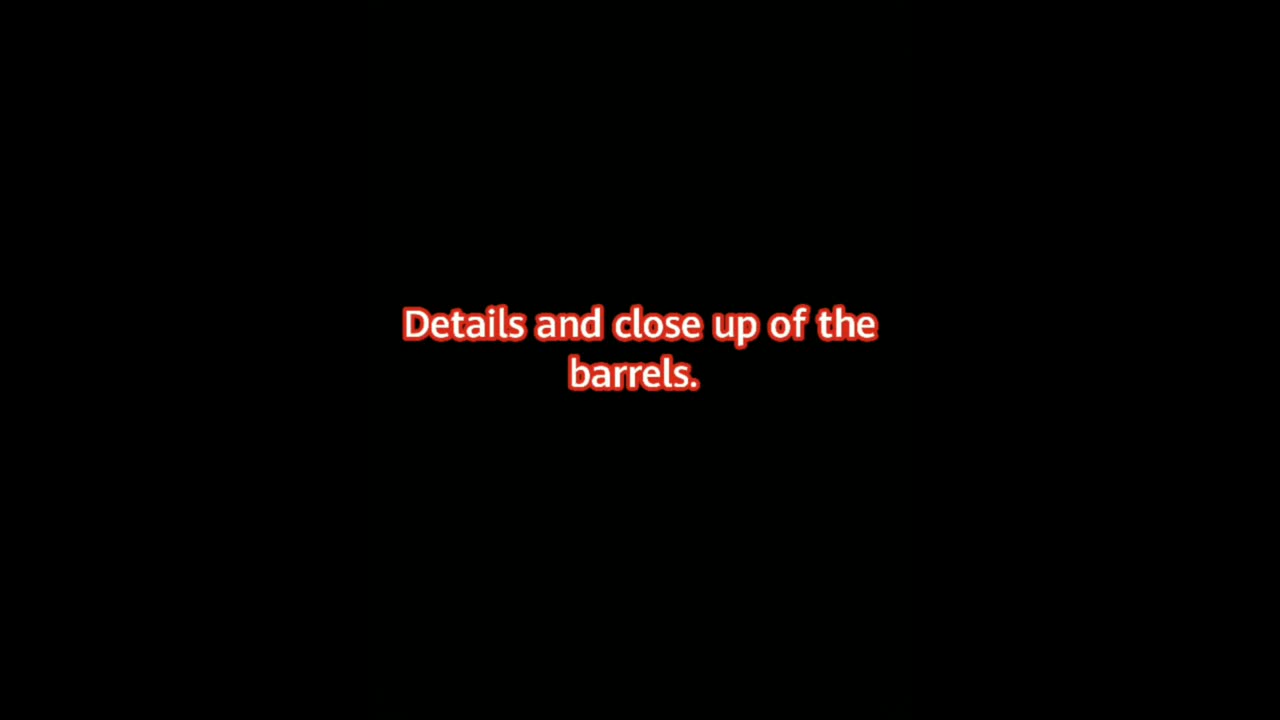 Details and close up of the
barrels.